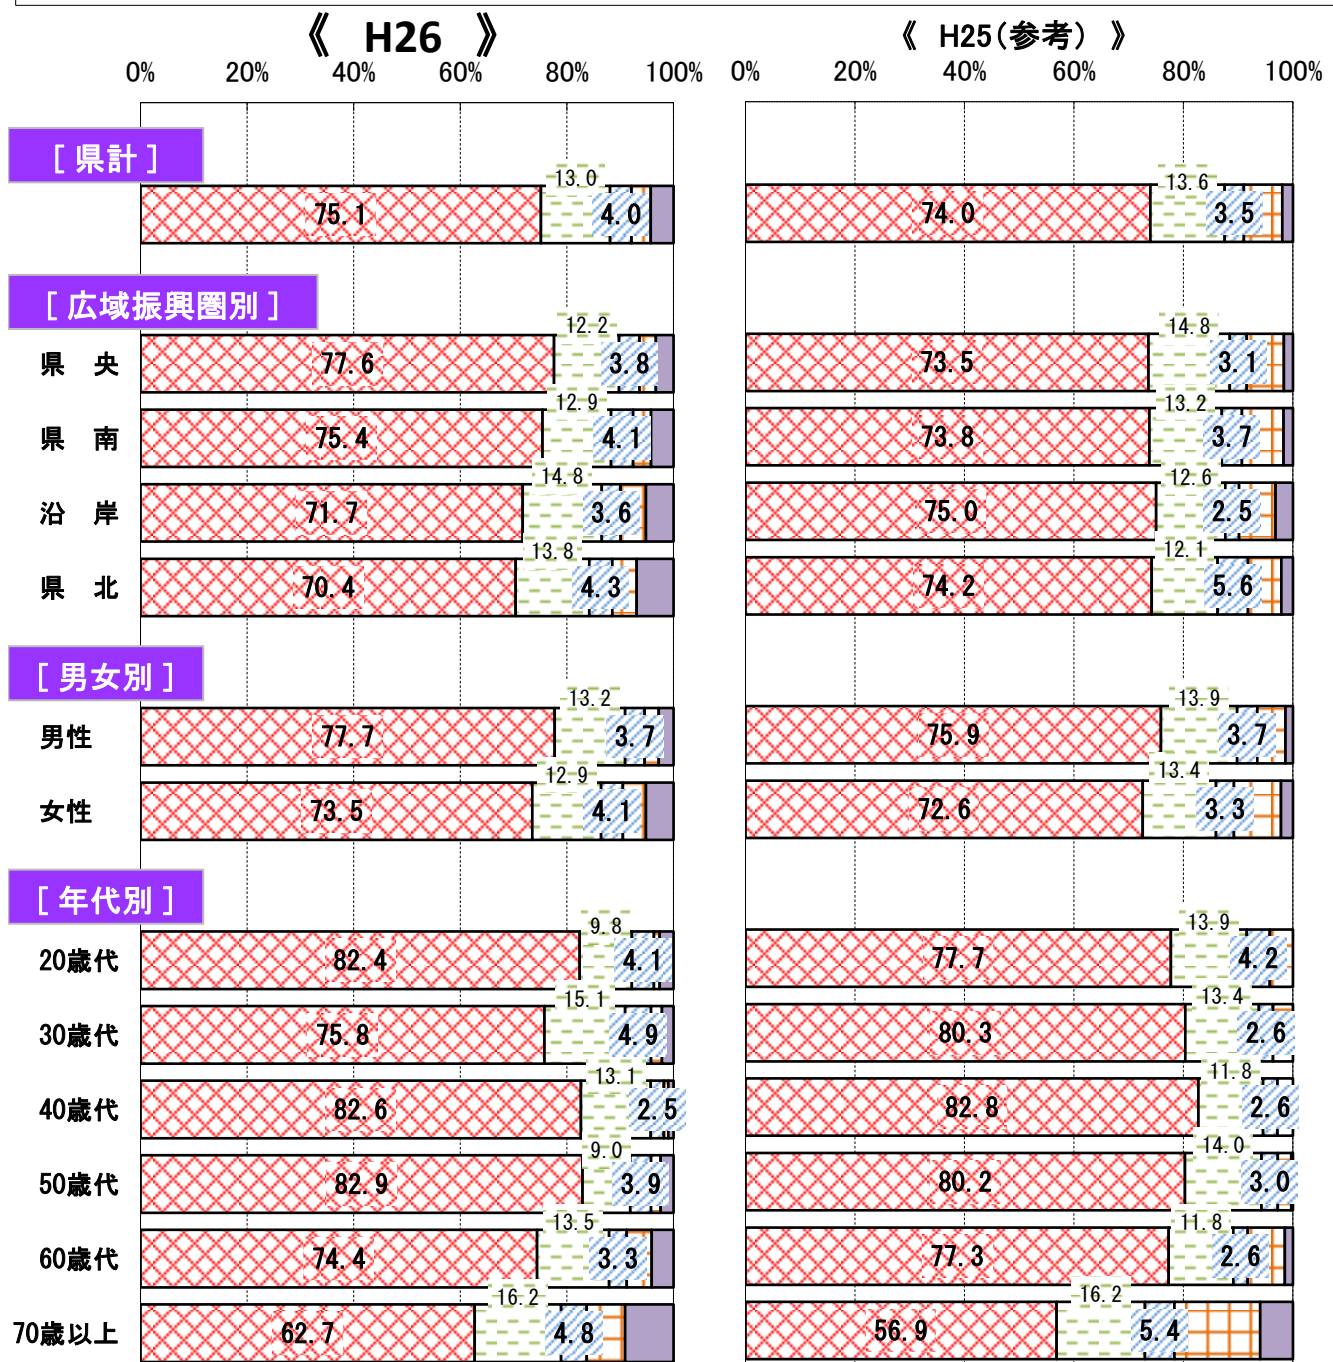 《 H26 》 《 H25(参考) 》
0% 20% 40% 60% 80% 100% 0% 20% 40% 60% 80% 100%
[ 県計 ]
13.0 13.6
75.1 4.0 74.0 3.5
[ 広域振興圏別 ]
12.2 14.8
県 央 77.6 3.8 73.5 3.1
12.9 13.2
県 南 75.4 4.1 73.8 3.7
14.8 12.6
沿 岸 71.7 3.6 75.0 2.5
13.8 12.1
県 北 70.4 4.3 74.2 5.6
[ 男女別 ]
13.2 13.9
男性 77.7 3.7 75.9 3.7
12.9 13.4
女性 73.5 4.1 72.6 3.3
[ 年代別 ]
9.8 13.9
20歳代 82.4 4.1 77.7 4.2
15.1 13.4
30歳代 75.8 4.9 80.3 2.6
13.1 11.8
40歳代 82.6 2.5 82.8 2.6
9.0 14.0
50歳代 82.9 3.9 80.2 3.0
13.5 11.8
60歳代 74.4 3.3 77.3 2.6
16.2 16.2
70歳以上 62.7 4.8 56.9 5.4